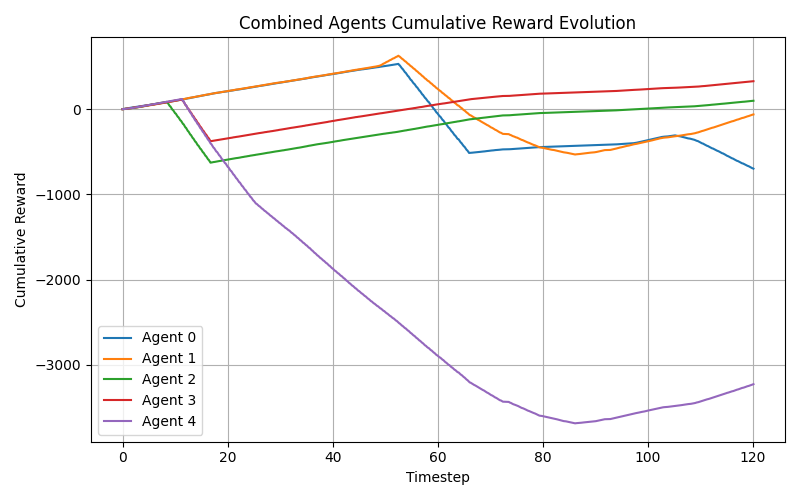 Combined Agents Cumulative Reward Evolution
Cumulative Reward
0
−1000
−2000
−3000
Agent 0
Agent 1
Agent 2
Agent 3
Agent 4
0 20 40 60 80 100 120
Timestep